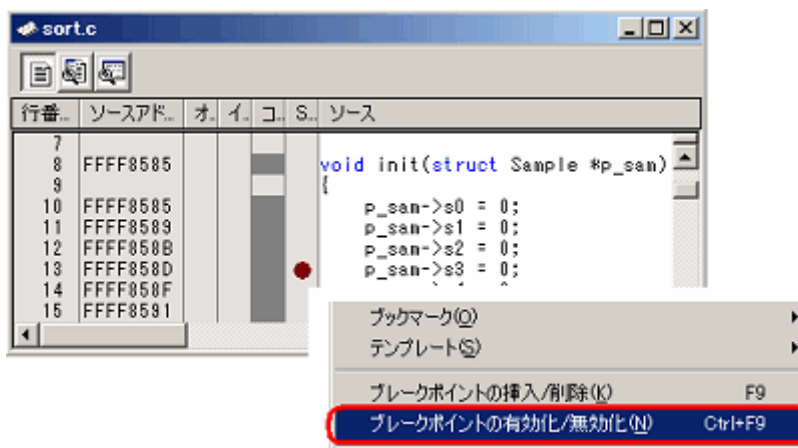 sort.c
行番... ソースアド... オ.. イ.. コ.. S.. ソース
7
8 FFFF8585 void init(struct Sample *p_sam)
9 {
10 FFFF8585 p_sam->s0 = 0;
11 FFFF8589 p_sam->s1 = 0;
12 FFFF858B p_sam->s2 = 0;
13 FFFF858D p_sam->s3 = 0;
14 FFFF858F
15 FFFF8591
ブックマーク(O)
テンプレート(S)
ブレークポイントの挿入/削除(K) F9
ブレークポイントの有効化/無効化(N) Ctrl+F9